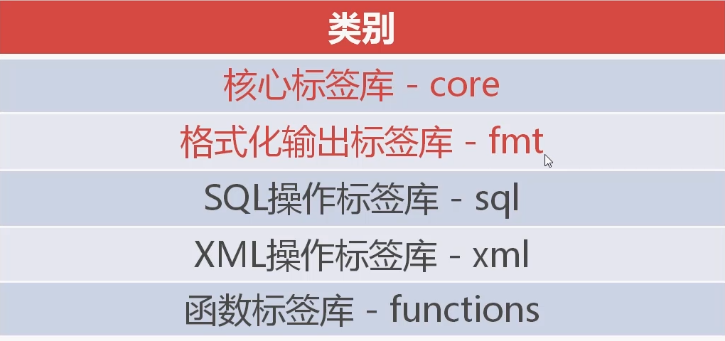 类别
核心标签库 - core
格式化输出标签库 - fmt
SQL操作标签库 - sql
XML操作标签库 - xml
函数标签库 - functions